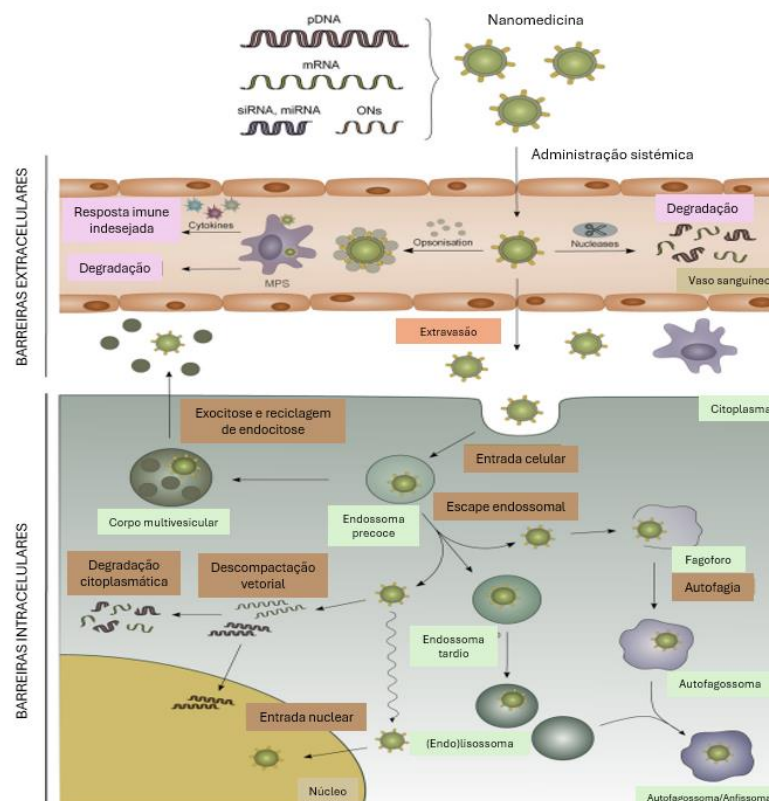 pDNA
Nanomedicina
mRNA
siRNA, miRNA
ONs
Administração sistémica
BARREIRAS EXTRACELULARES
Resposta imune
indesejada
Cytokines
Opsonisation
Nucleases
Degradação
Degradação
MPS
Vaso sanguíneo
Extravasão
Citoplasma
Exocitose e reciclagem
de endocitose
Entrada celular
Escape endossomal
Corpo multivesicular
Endossoma
precoce
Fagoforo
BARREIRAS INTRACELULARES
Degradação
citoplasmática
Descompactação
vetorial
Autofagia
Endossoma
tardio
Autofagossoma
Entrada nuclear
(Endo)lisossoma
Núcleo
Autofagossoma/Anfissoma